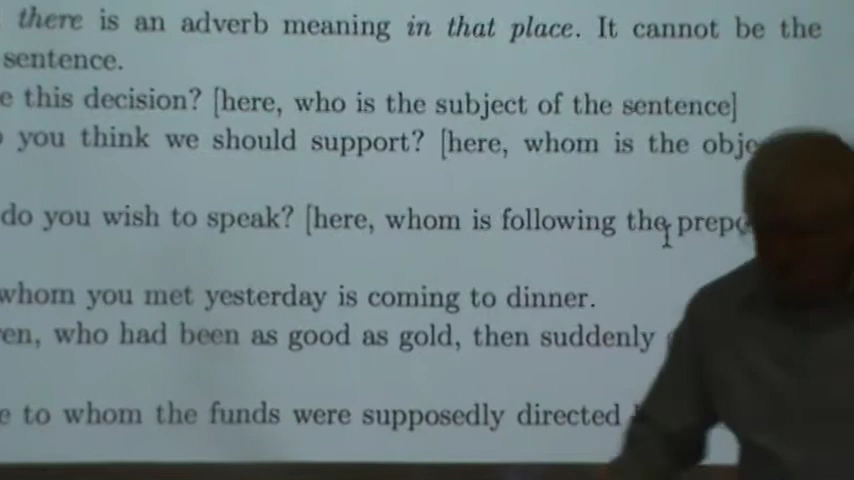 there is an adverb meaning in that place. It cannot be the
sentence.
this decision? [here, who is the subject of the sentence]
you think we should support? [here, whom is the
do you wish to speak? [here, whom is following the
whom you met yesterday is coming to dinner.
who had been as good as gold, then suddenly
to whom the funds were supposedly directed